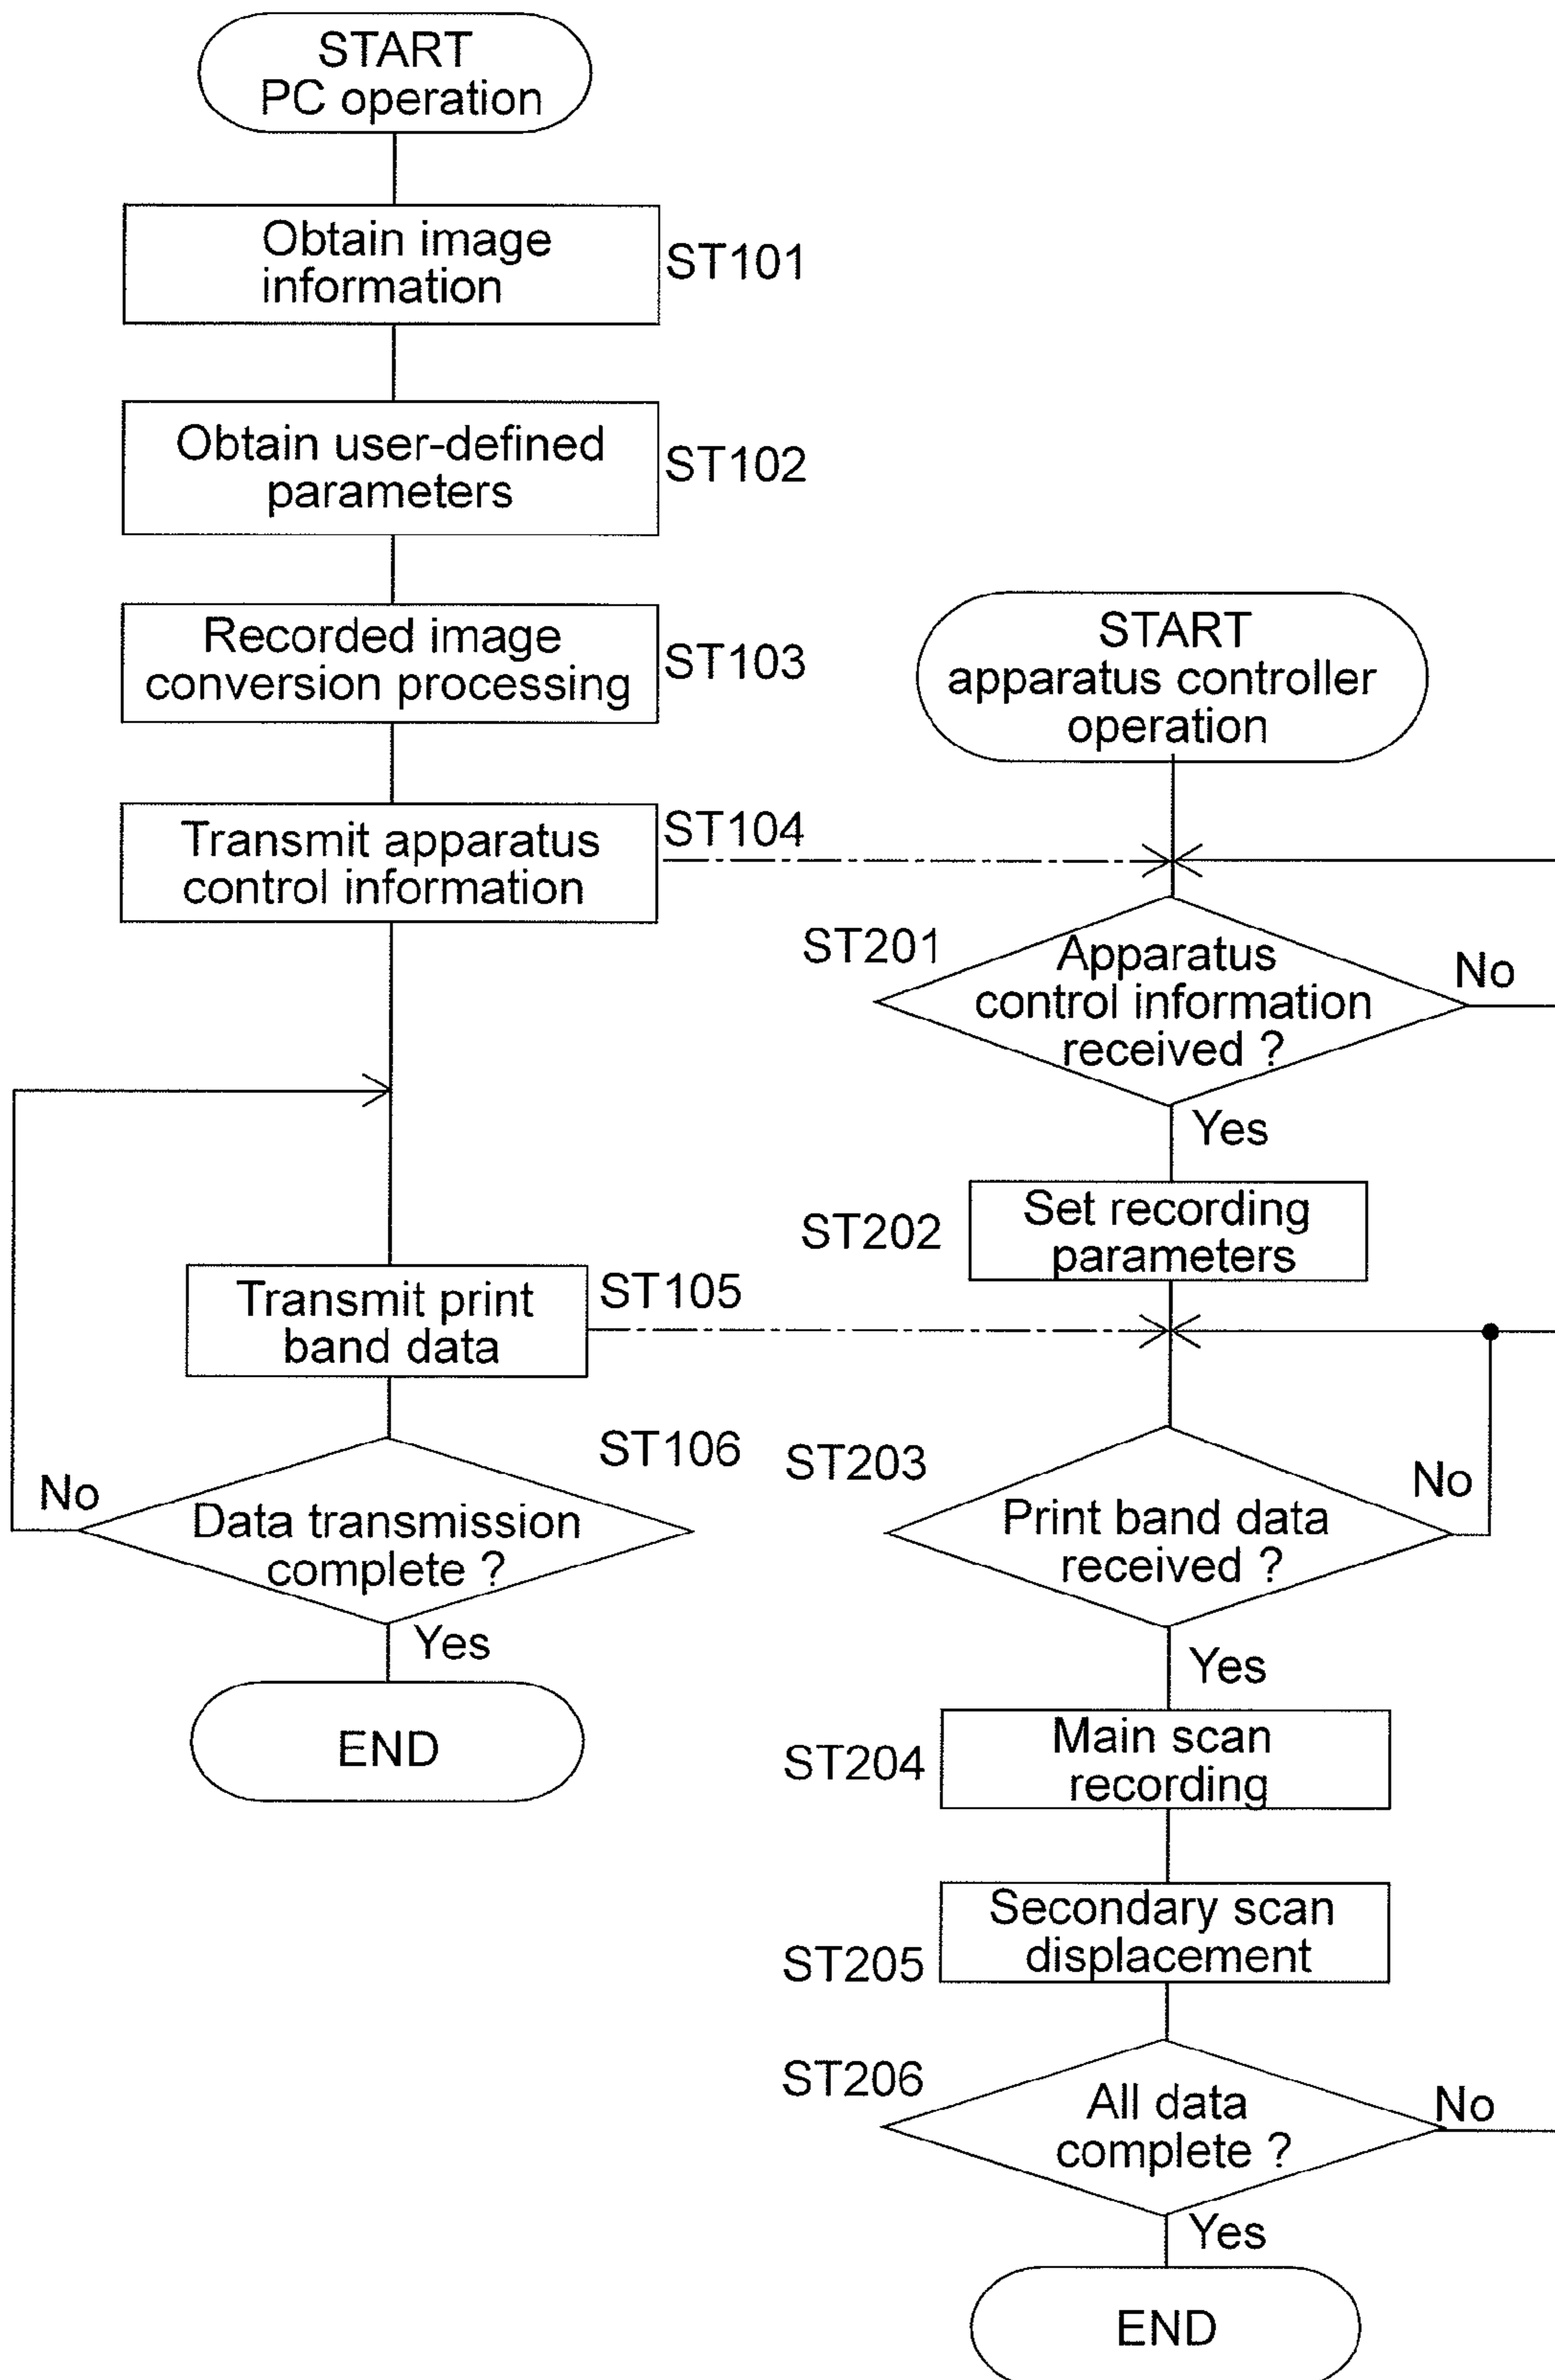 START
PC operation
Obtain image
information
ST101
Obtain user-defined
parameters
ST102
Recorded image
conversion processing
ST103
Transmit apparatus
control information
ST104
Transmit print
band data
ST105
Data transmission
complete ?
ST106
No
Yes
END
START
apparatus controller
operation
ST201
Apparatus
control information
received ?
No
Yes
ST202
Set recording
parameters
ST203
Print band data
received ?
No
Yes
ST204
Main scan
recording
ST205
Secondary scan
displacement
ST206
All data
complete ?
No
Yes
END